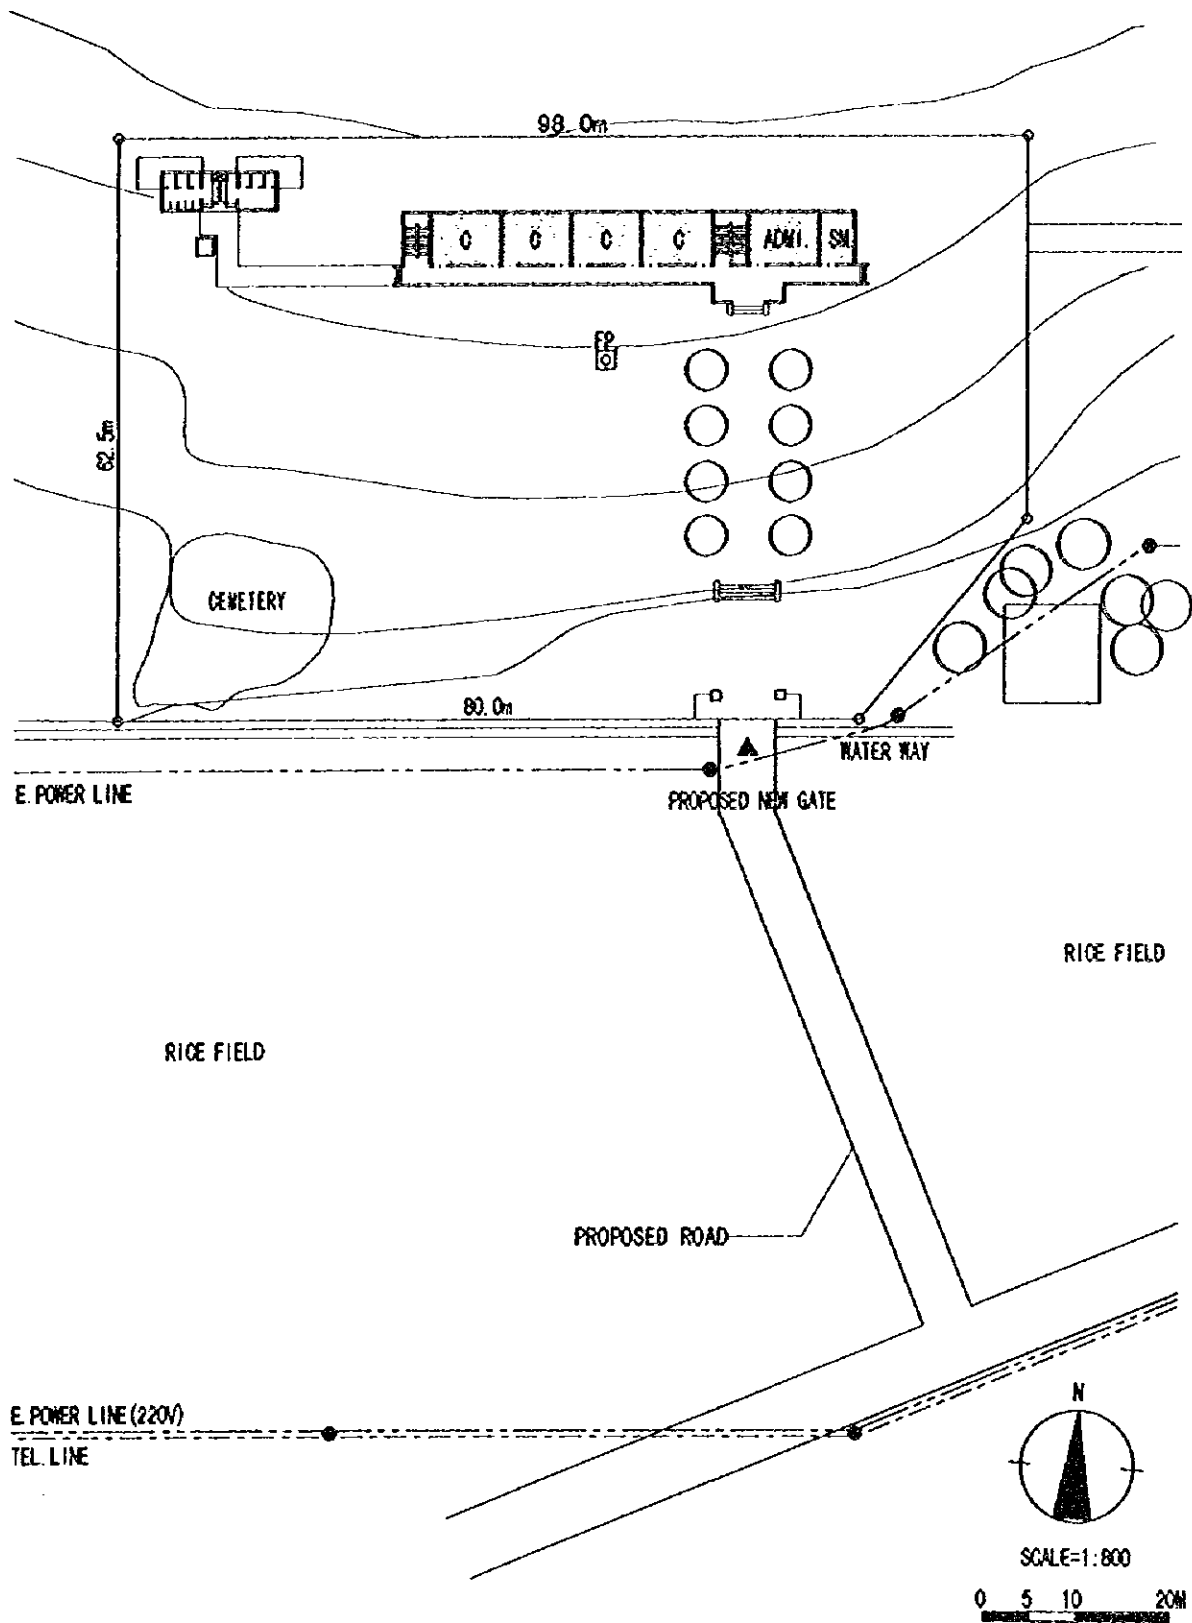 98.0m
C C C C ADMI. SM.
FP
62.5m
CEMETERY
80.0m
WATER WAY
E. POWER LINE
PROPOSED NEW GATE
RICE FIELD
RICE FIELD
PROPOSED ROAD
E. POWER LINE(220V)
TEL. LINE
N
SCALE=1:800
0 5 10 20M